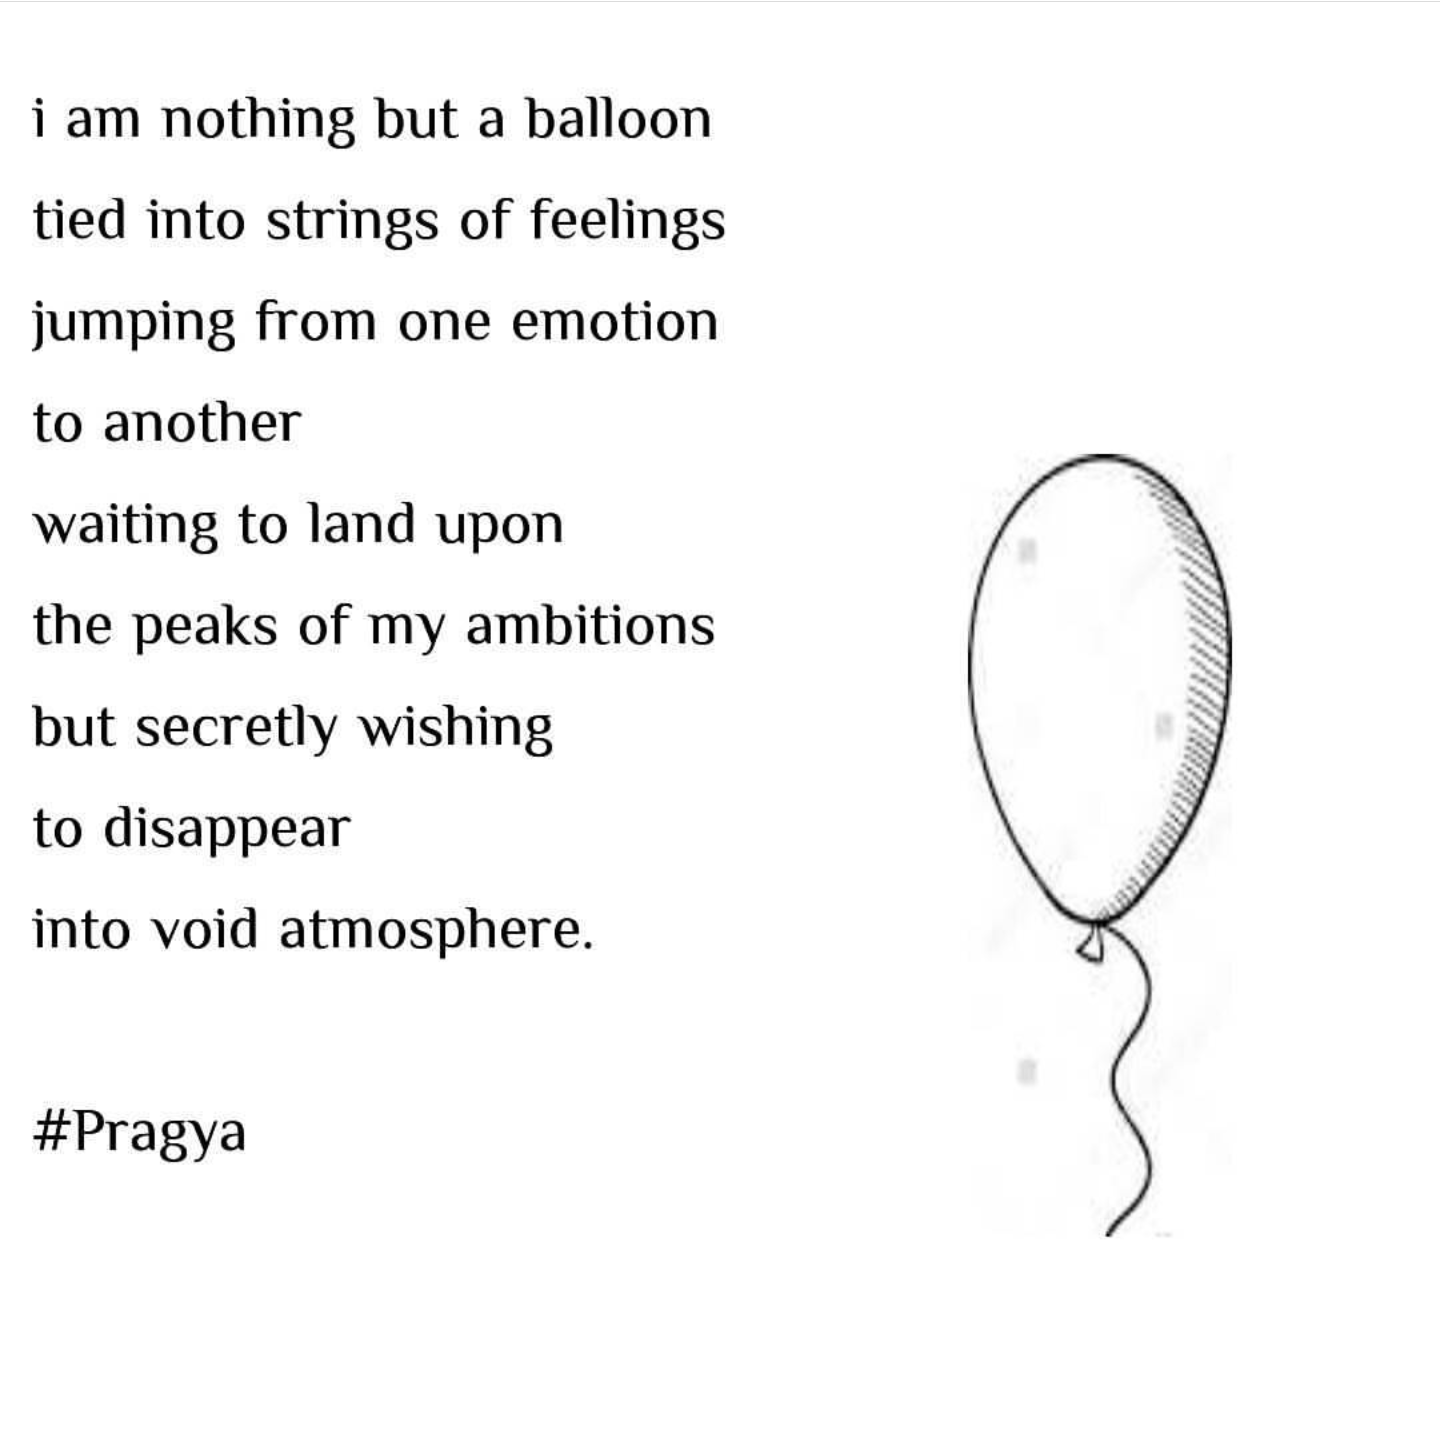 i am nothing but a balloon
tied into strings of feelings
jumping from one emotion
to another
waiting to land upon
the peaks of my ambitions
but secretly wishing
to disappear
into void atmosphere.
#Pragya